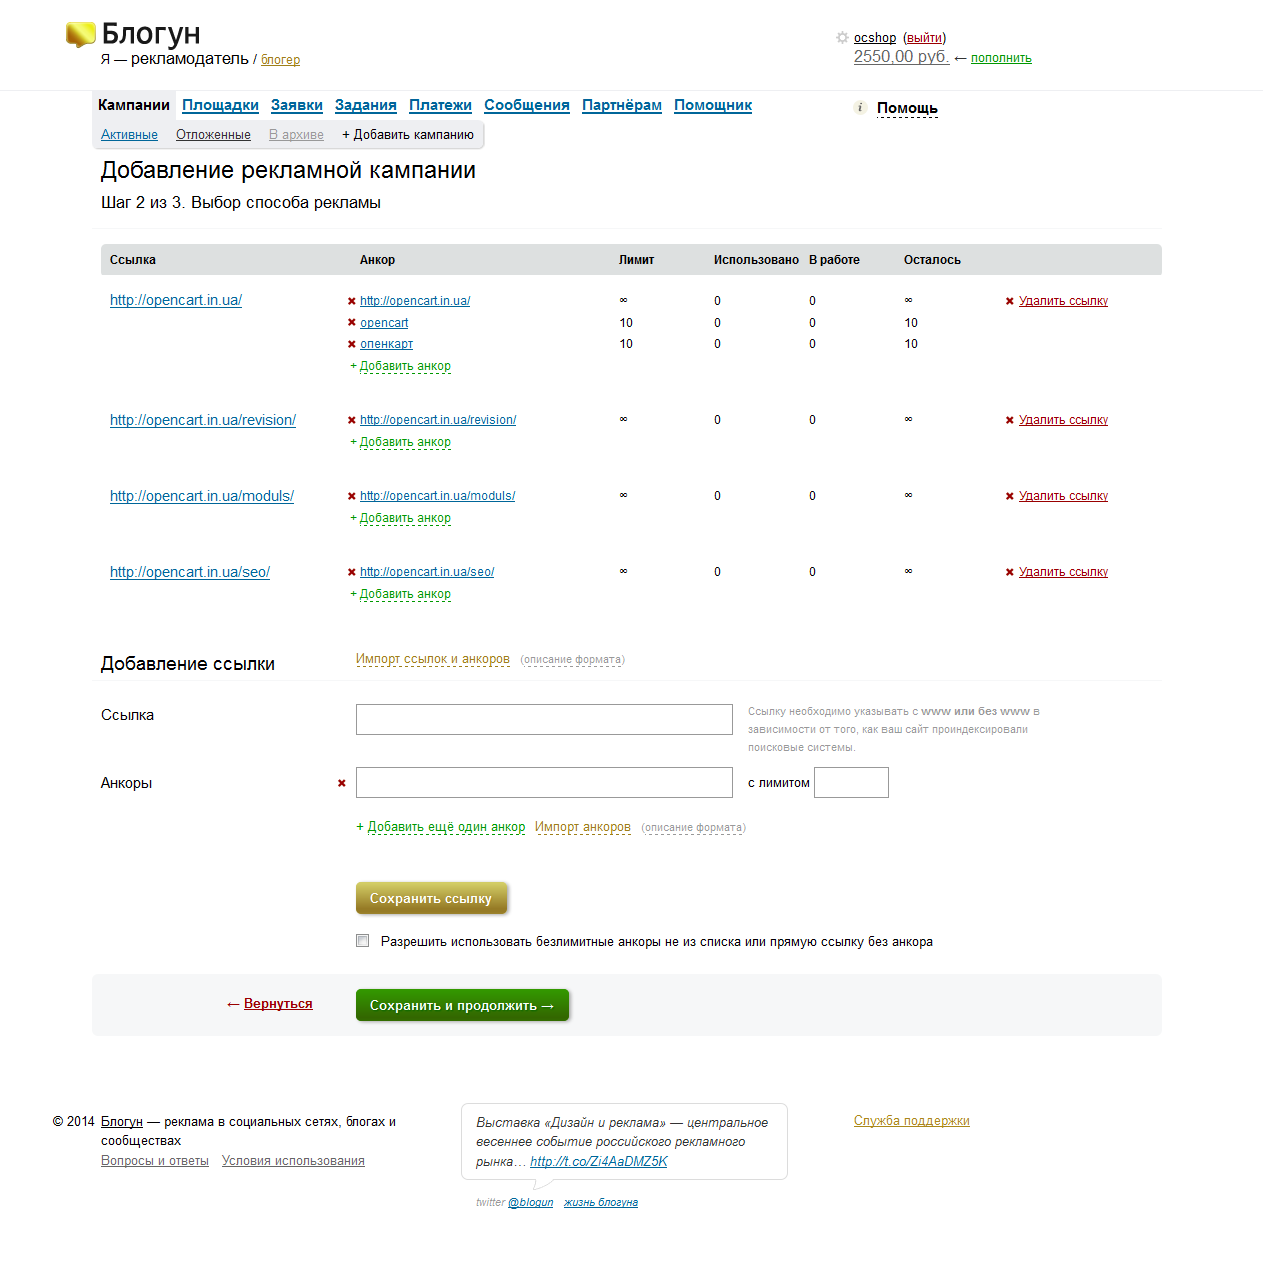 Блогун
Я — рекламодатель / блогер
ocshop (выйти)
2550,00 руб. ← пополнить
Кампании Площадки Заявки Задания Платежи Сообщения Партнёрам Помощник
i Помощь
Активные Отложенные В архиве + Добавить кампанию
Добавление рекламной кампании
Шаг 2 из 3. Выбор способа рекламы
Ссылка Анкор Лимит Использовано В работе Осталось
http://opencart.in.ua/ × http://opencart.in.ua/ ∞ 0 0 ∞ × Удалить ссылку
× opencart 10 0 0 10
× опенкарт 10 0 0 10
+ Добавить анкор
http://opencart.in.ua/revision/ × http://opencart.in.ua/revision/ ∞ 0 0 ∞ × Удалить ссылку
+ Добавить анкор
http://opencart.in.ua/moduls/ × http://opencart.in.ua/moduls/ ∞ 0 0 ∞ × Удалить ссылку
+ Добавить анкор
http://opencart.in.ua/seo/ × http://opencart.in.ua/seo/ ∞ 0 0 ∞ × Удалить ссылку
+ Добавить анкор
Добавление ссылки Импорт ссылок и анкоров (описание формата)
Ссылка
Ссылку необходимо указывать с www или без www в
зависимости от того, как ваш сайт проиндексировали
поисковые системы.
Анкоры × с лимитом
+ Добавить ещё один анкор Импорт анкоров (описание формата)
Сохранить ссылку
Разрешить использовать безлимитные анкоры не из списка или прямую ссылку без анкора
← Вернуться Сохранить и продолжить →
© 2014 Блогун — реклама в социальных сетях, блогах и
сообществах
Вопросы и ответы Условия использования
Выставка «Дизайн и реклама» — центральное
весеннее событие российского рекламного
рынка… http://t.co/Zi4AaDMZ5K
twitter @blogun жизнь блогуна
Служба поддержки